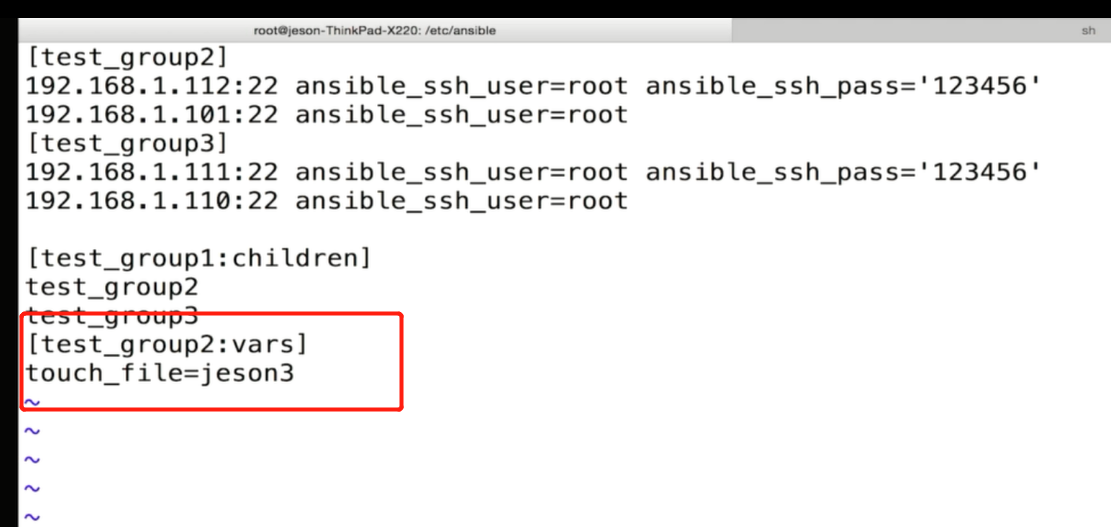 root@jeson-ThinkPad-X220: /etc/ansible
sh
[test_group2]
192.168.1.112:22 ansible_ssh_user=root ansible_ssh_pass='123456'
192.168.1.101:22 ansible_ssh_user=root
[test_group3]
192.168.1.111:22 ansible_ssh_user=root ansible_ssh_pass='123456'
192.168.1.110:22 ansible_ssh_user=root
[test_group1:children]
test_group2
test_group3
[test_group2:vars]
touch_file=jeson3
~
~
~
~
~